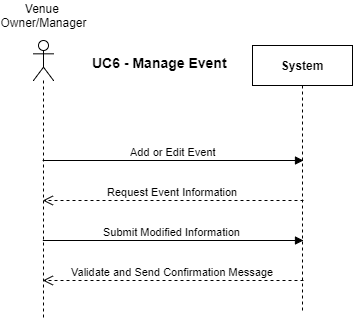 Venue
Owner/Manager
UC6 - Manage Event
System
Add or Edit Event
Request Event Information
Submit Modified Information
Validate and Send Confirmation Message